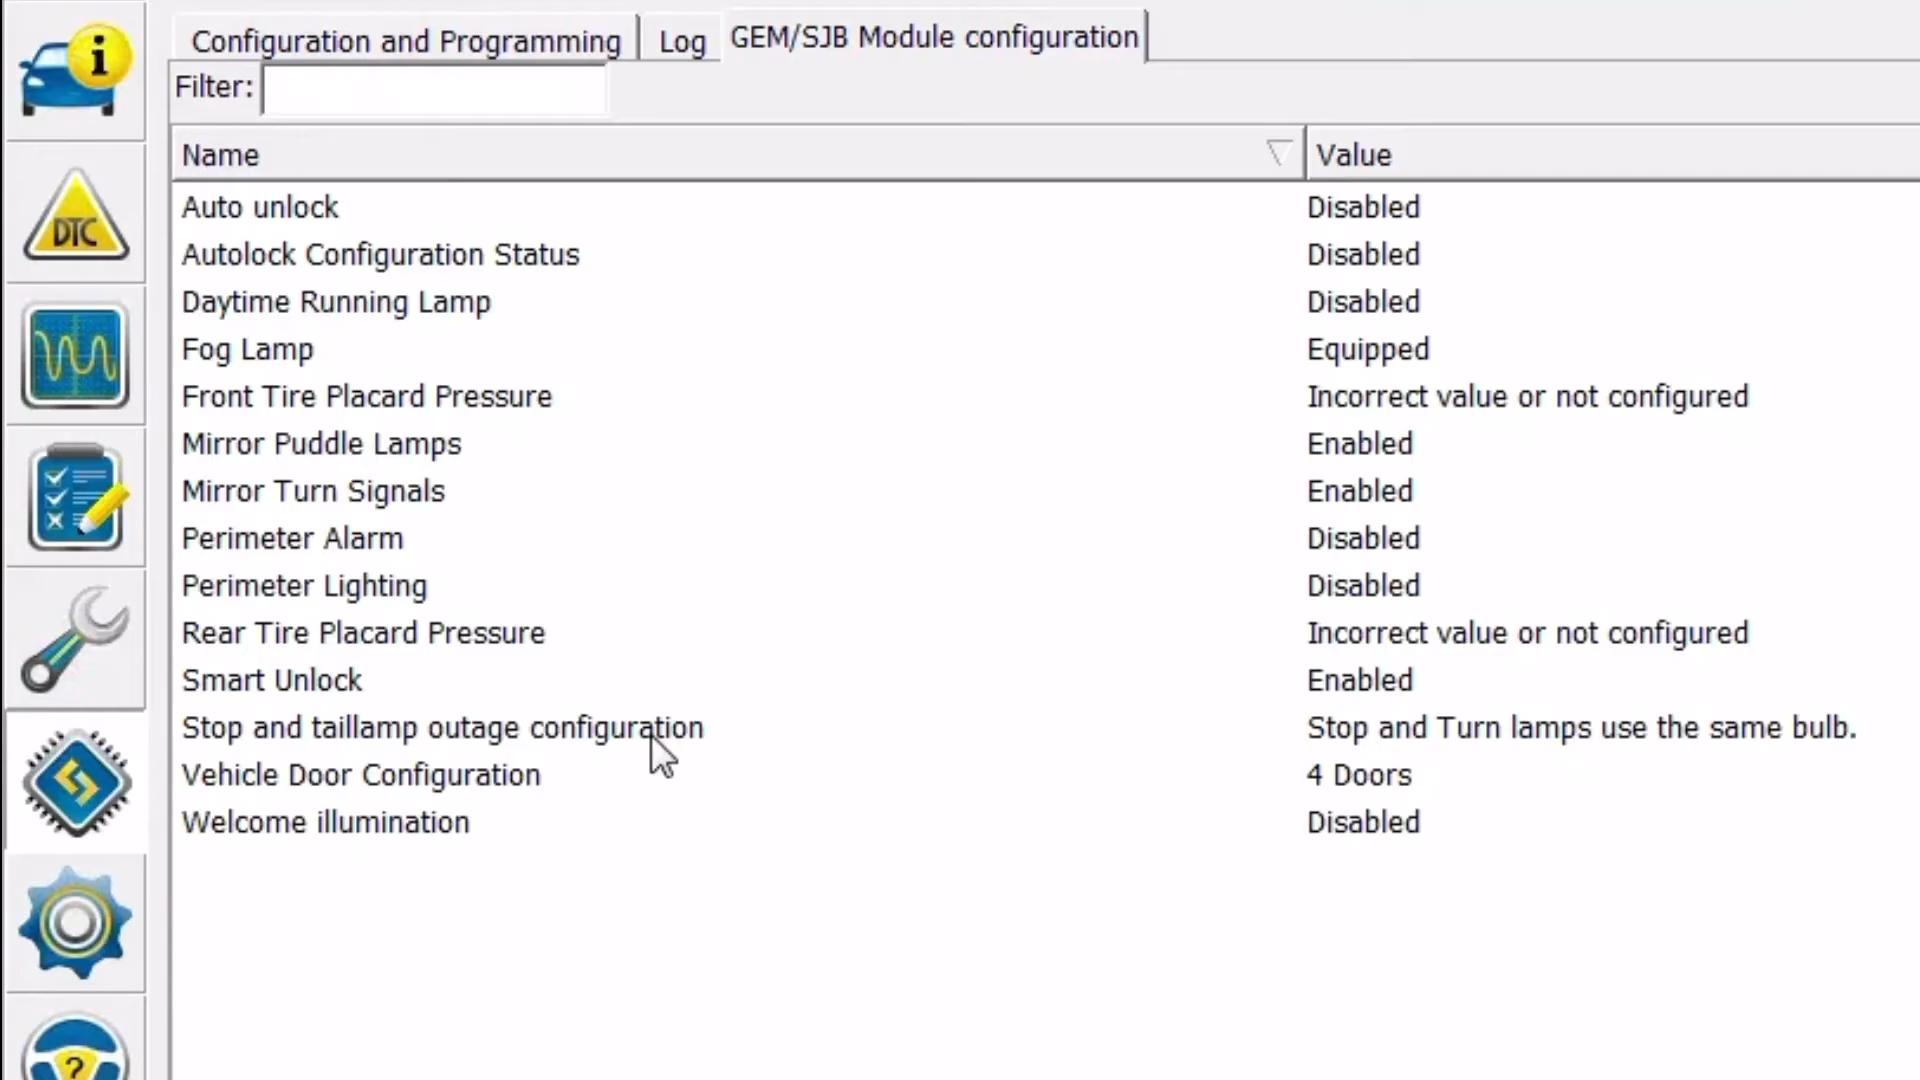 Configuration and Programming Log GEM/SJB Module configuration
Filter:
Name Value
Auto unlock Disabled
Autolock Configuration Status Disabled
Daytime Running Lamp Disabled
Fog Lamp Equipped
Front Tire Placard Pressure Incorrect value or not configured
Mirror Puddle Lamps Enabled
Mirror Turn Signals Enabled
Perimeter Alarm Disabled
Perimeter Lighting Disabled
Rear Tire Placard Pressure Incorrect value or not configured
Smart Unlock Enabled
Stop and taillamp outage configuration Stop and Turn lamps use the same bulb.
Vehicle Door Configuration 4 Doors
Welcome illumination Disabled
i
DTC
?